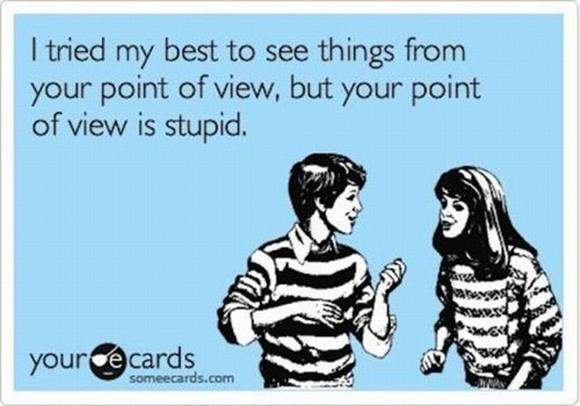 I tried my best to see things from
your point of view, but your point
of view is stupid.
your e cards
someecards.com